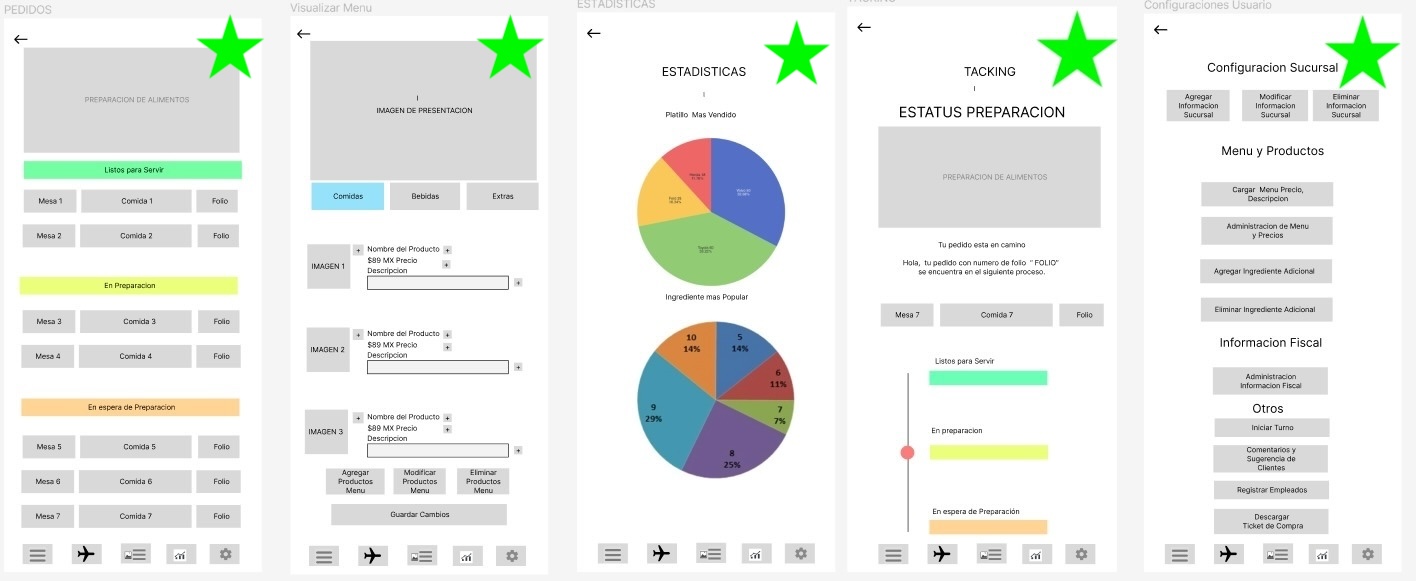 PEDIDOS
PREPARACION DE ALIMENTOS
Listos para Servir
Mesa 1 Comida 1 Folio
Mesa 2 Comida 2 Folio
En Preparacion
Mesa 3 Comida 3 Folio
Mesa 4 Comida 4 Folio
En espera de Preparacion
Mesa 5 Comida 5 Folio
Mesa 6 Comida 6 Folio
Mesa 7 Comida 7 Folio
Visualizar Menu
I
IMAGEN DE PRESENTACION
Comidas Bebidas Extras
IMAGEN 1
+ Nombre del Producto +
$89 MX Precio +
Descripcion
+
IMAGEN 2
+ Nombre del Producto +
$89 MX Precio +
Descripcion
+
IMAGEN 3
+ Nombre del Producto +
$89 MX Precio +
Descripcion
+
Agregar
Productos
Menu
Modificar
Productos
Menu
Eliminar
Productos
Menu
Guardar Cambios
ESTADISTICAS
ESTADISTICAS
I
Platillo Mas Vendido
Ingrediente mas Popular
10
14%
5
14%
6
11%
7
7%
8
25%
9
29%
TACKING
I
ESTATUS PREPARACION
PREPARACION DE ALIMENTOS
Tu pedido esta en camino
Hola, tu pedido con numero de folio “ FOLIO”
se encuentra en el siguiente proceso.
Mesa 7 Comida 7 Folio
Listos para Servir
En preparacion
En espera de Preparación
Configuraciones Usuario
Configuracion Sucursal
Agregar
Informacion
Sucursal
Modificar
Informacion
Sucursal
Eliminar
Informacion
Sucursal
Menu y Productos
Cargar Menu Precio,
Descripcion
Administracion de Menu
y Precios
Agregar Ingrediente Adicional
Eliminar Ingrediente Adicional
Informacion Fiscal
Administracion
Informacion Fiscal
Otros
Iniciar Turno
Comentarios y
Sugerencia de
Clientes
Registrar Empleados
Descargar
Ticket de Compra